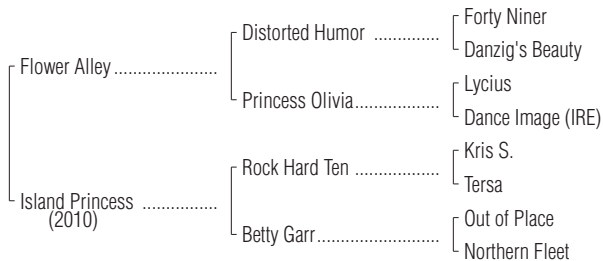 Forty Niner
Distorted Humor ................
Danzig's Beauty
Flower Alley ......................
Lycius
Princess Olivia..................
Dance Image (IRE)
Kris S.
Rock Hard Ten ..................
Tersa
Island Princess ................
(2010)
Out of Place
Betty Garr..........................
Northern Fleet